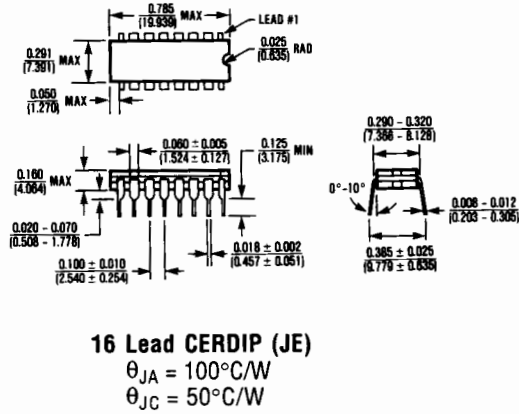 0.785
(19.939)
MAX
LEAD #1
0.025
(0.635)
RAD
0.291
(7.391)
MAX
0.050
(1.270)
MAX
0.060 ± 0.005
(1.524 ± 0.127)
0.125
(3.175)
MIN
0.290 - 0.320
(7.366 - 8.128)
0.160
(4.064)
MAX
0°-10°
0.008 - 0.012
(0.203 - 0.305)
0.020 - 0.070
(0.508 - 1.778)
0.018 ± 0.002
(0.457 ± 0.051)
0.385 ± 0.025
(9.779 ± 0.635)
0.100 ± 0.010
(2.540 ± 0.254)
16 Lead CERDIP (JE)
θJA = 100°C/W
θJC = 50°C/W